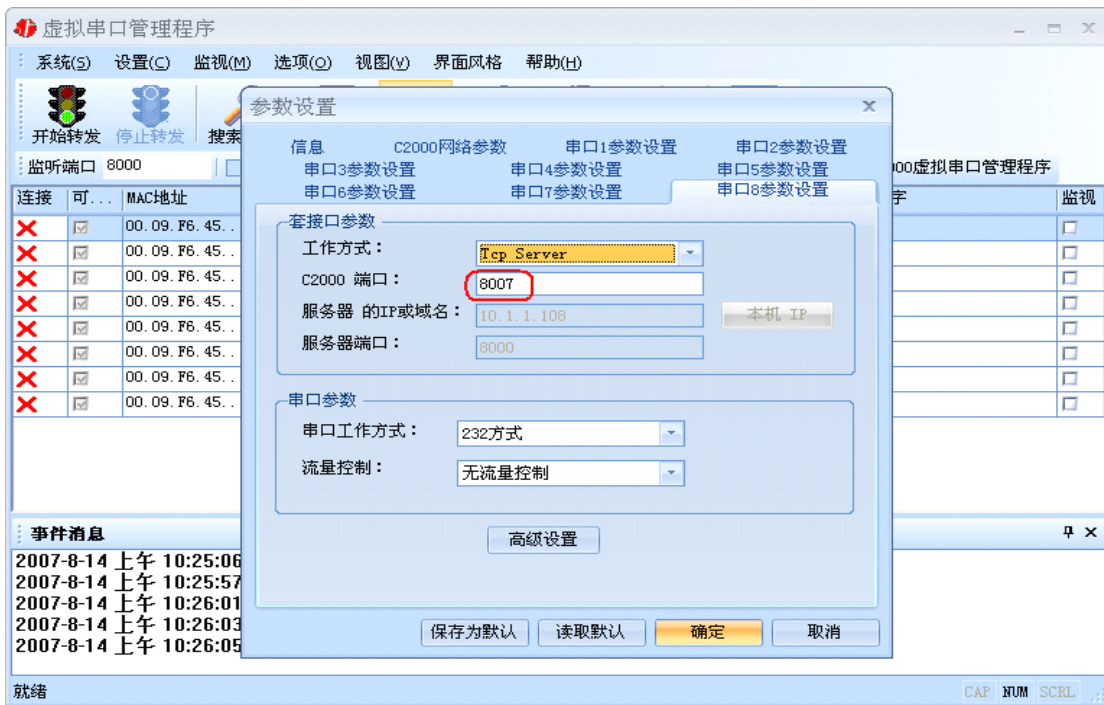 虚拟串口管理程序
系统(S) 设置(C) 监视(M) 选项(O) 视图(V) 界面风格 帮助(H)
开始转发 停止转发 搜索
监听端口 8000 00虚拟串口管理程序
连接 可... MAC地址 字 监视
00.09.F6.45..
00.09.F6.45..
00.09.F6.45..
00.09.F6.45..
00.09.F6.45..
00.09.F6.45..
00.09.F6.45..
00.09.F6.45..
参数设置
信息 C2000网络参数 串口1参数设置 串口2参数设置
串口3参数设置 串口4参数设置 串口5参数设置
串口6参数设置 串口7参数设置 串口8参数设置
套接口参数
工作方式： Tcp Server
C2000 端口： 8007
服务器 的IP或域名： 10.1.1.108 本机 IP
服务器端口： 8000
串口参数
串口工作方式： 232方式
流量控制： 无流量控制
高级设置
保存为默认 读取默认 确定 取消
事件消息
2007-8-14 上午 10:25:06
2007-8-14 上午 10:25:57
2007-8-14 上午 10:26:01
2007-8-14 上午 10:26:03
2007-8-14 上午 10:26:05
就绪 CAP NUM SCRL